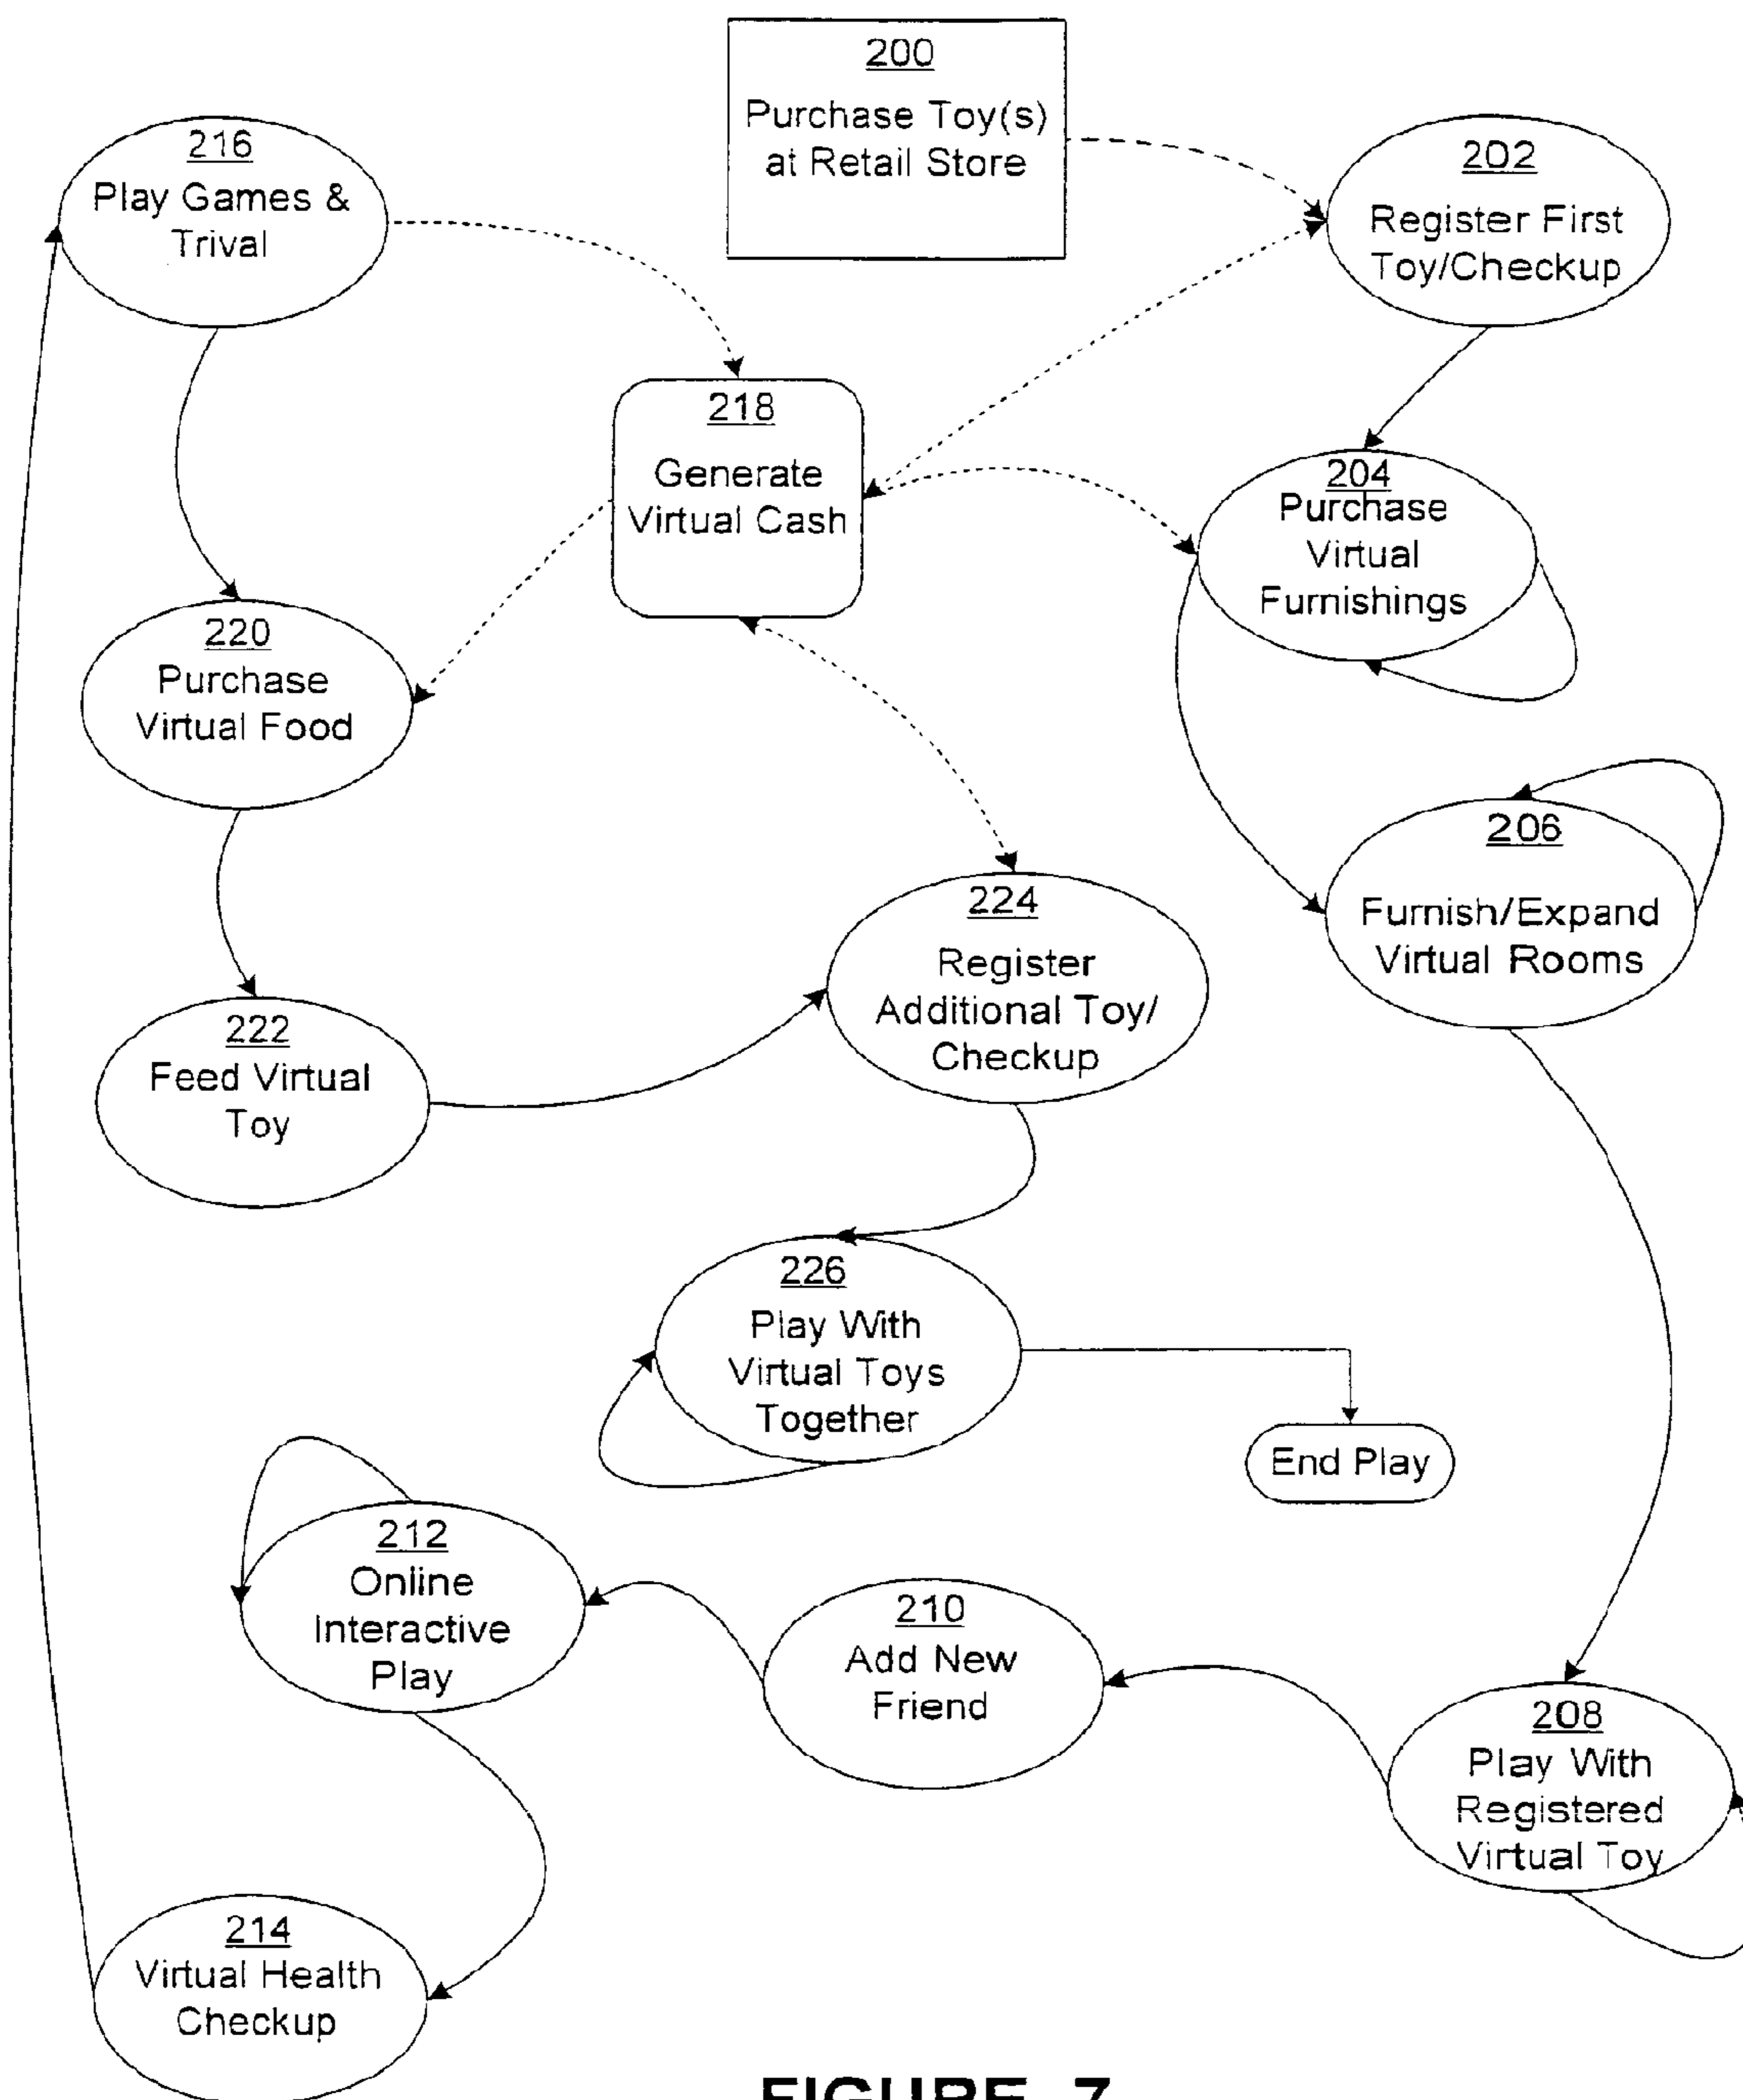 200
Purchase Toy(s)
at Retail Store
216
Play Games &
Trival
202
Register First
Toy/Checkup
218
Generate
Virtual Cash
204
Purchase
Virtual
Furnishings
220
Purchase
Virtual Food
206
Furnish/Expand
Virtual Rooms
224
Register
Additional Toy/
Checkup
222
Feed Virtual
Toy
226
Play With
Virtual Toys
Together
End Play
212
Online
Interactive
Play
210
Add New
Friend
208
Play With
Registered
Virtual Toy
214
Virtual Health
Checkup
FIGURE 7